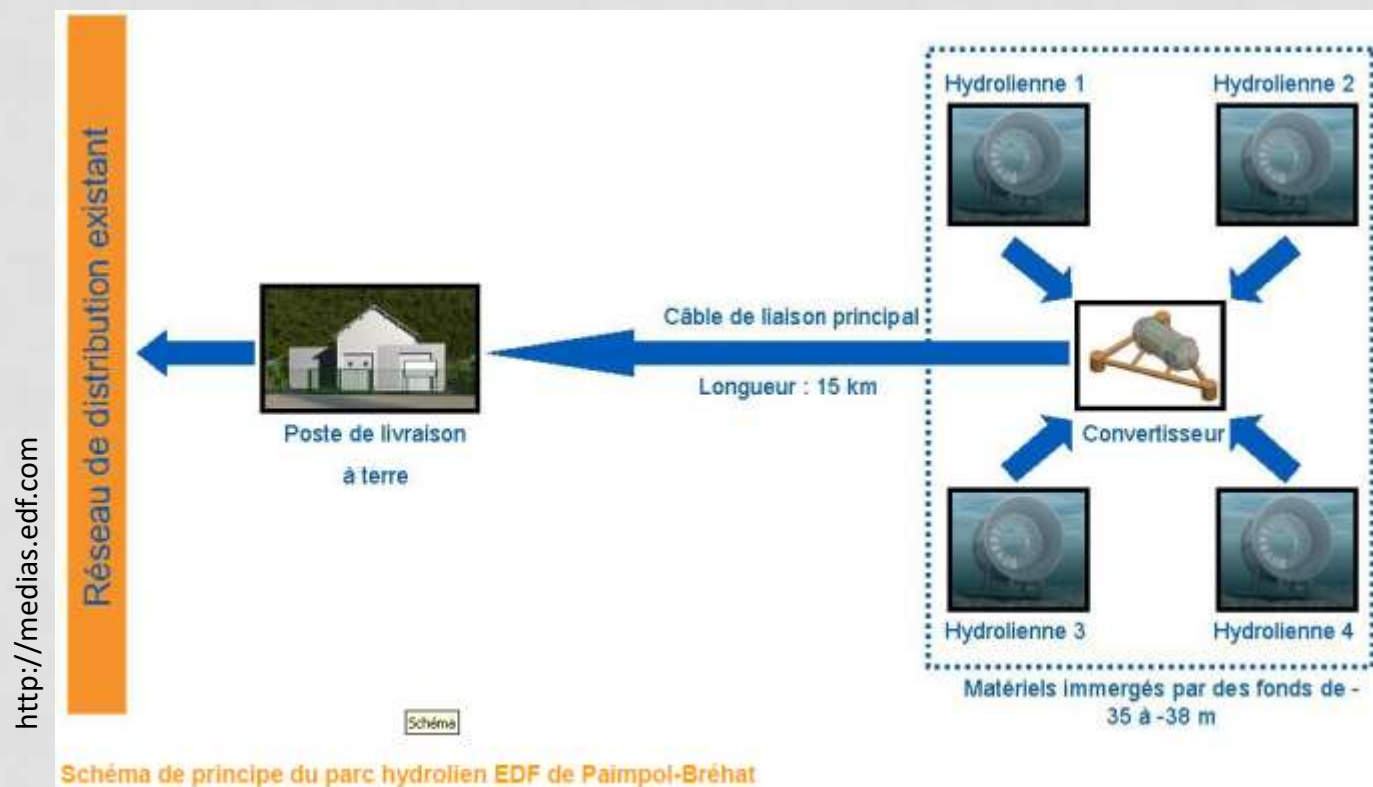 http://medias.edf.com
Réseau de distribution existant
Hydrolienne 1
Hydrolienne 2
Câble de liaison principal
Longueur : 15 km
Poste de livraison
à terre
Convertisseur
Hydrolienne 3
Hydrolienne 4
Matériels immergés par des fonds de -
35 à -38 m
Schéma
Schéma de principe du parc hydrolien EDF de Paimpol-Bréhat